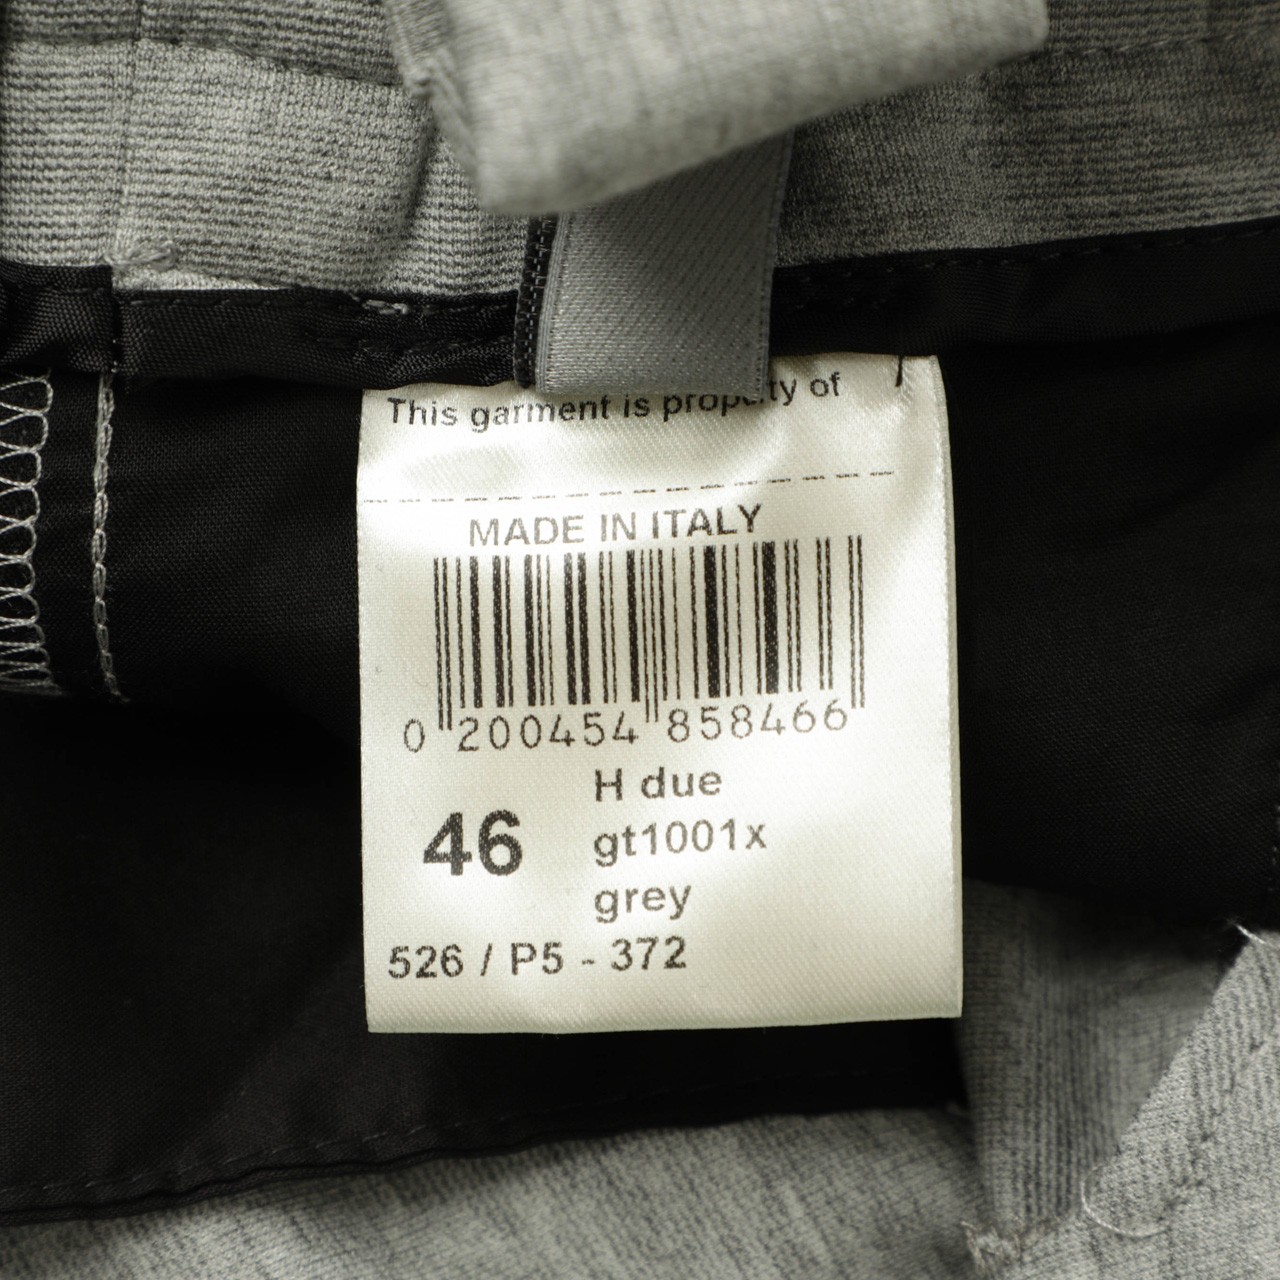 This garment is property of
MADE IN ITALY
0 200454 858466
H due
46 gt1001x
grey
526 / P5 - 372